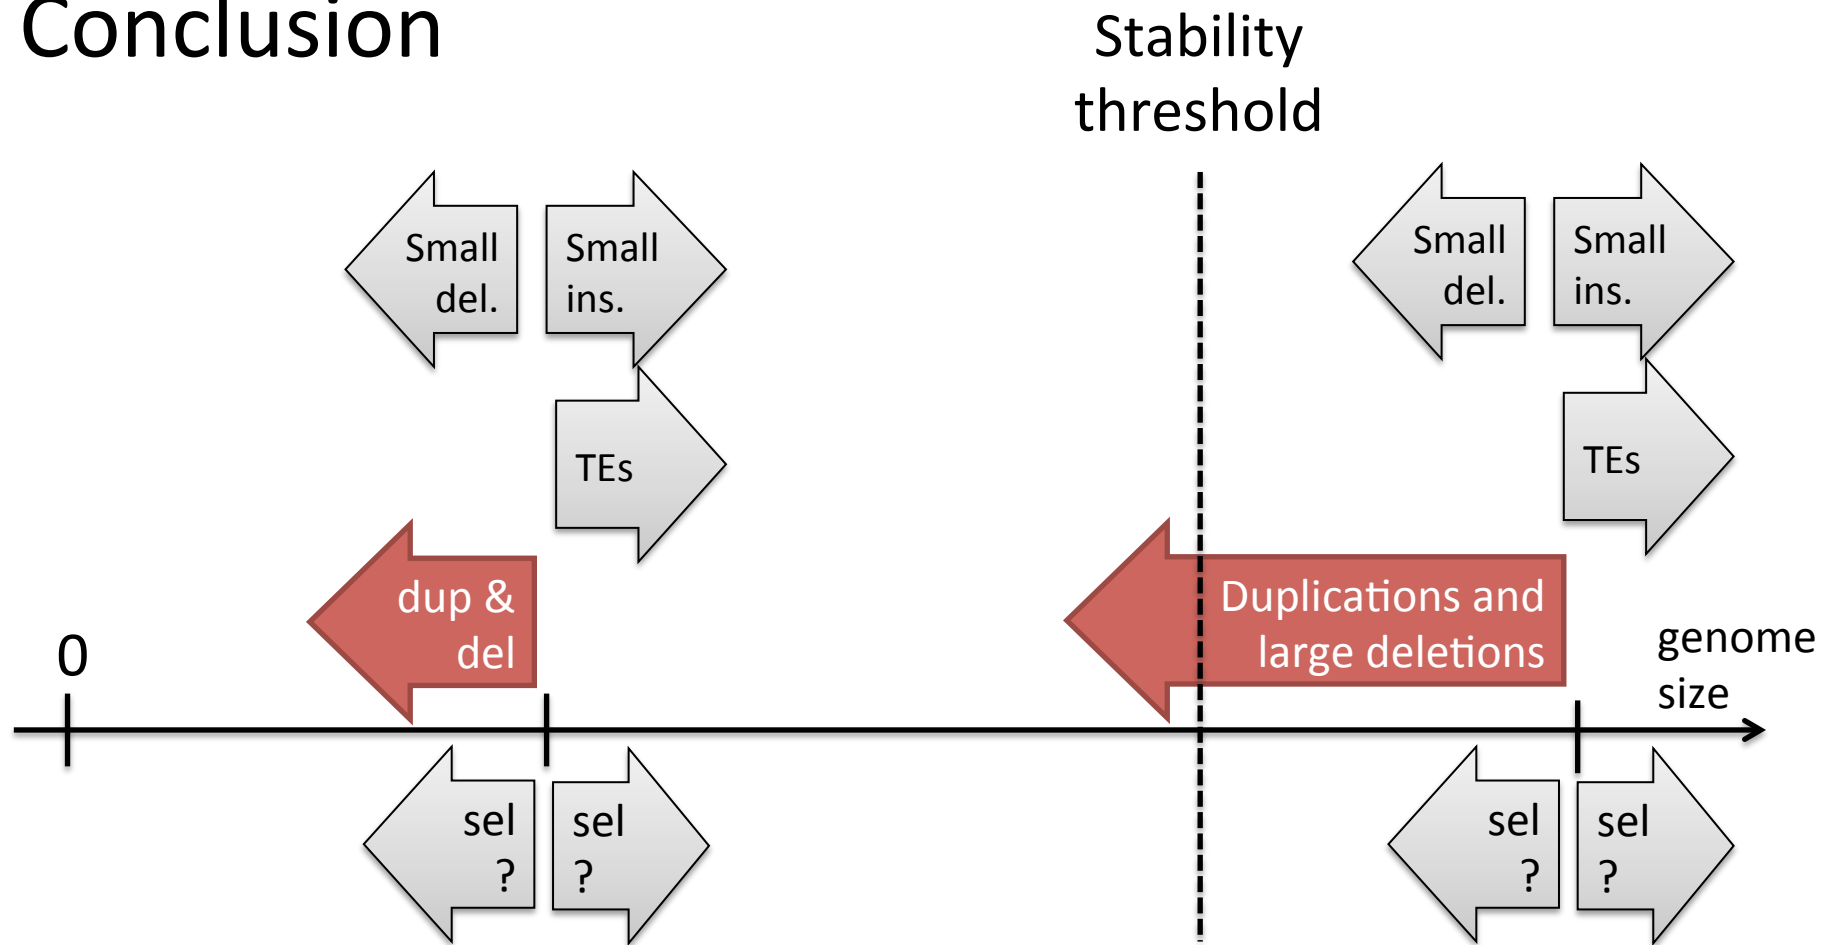 Conclusion
Stability
threshold
Small
del.
Small
ins.
Small
del.
Small
ins.
TEs
TEs
dup &
del
Duplications and
large deletions
0
genome
size
sel
?
sel
?
sel
?
sel
?